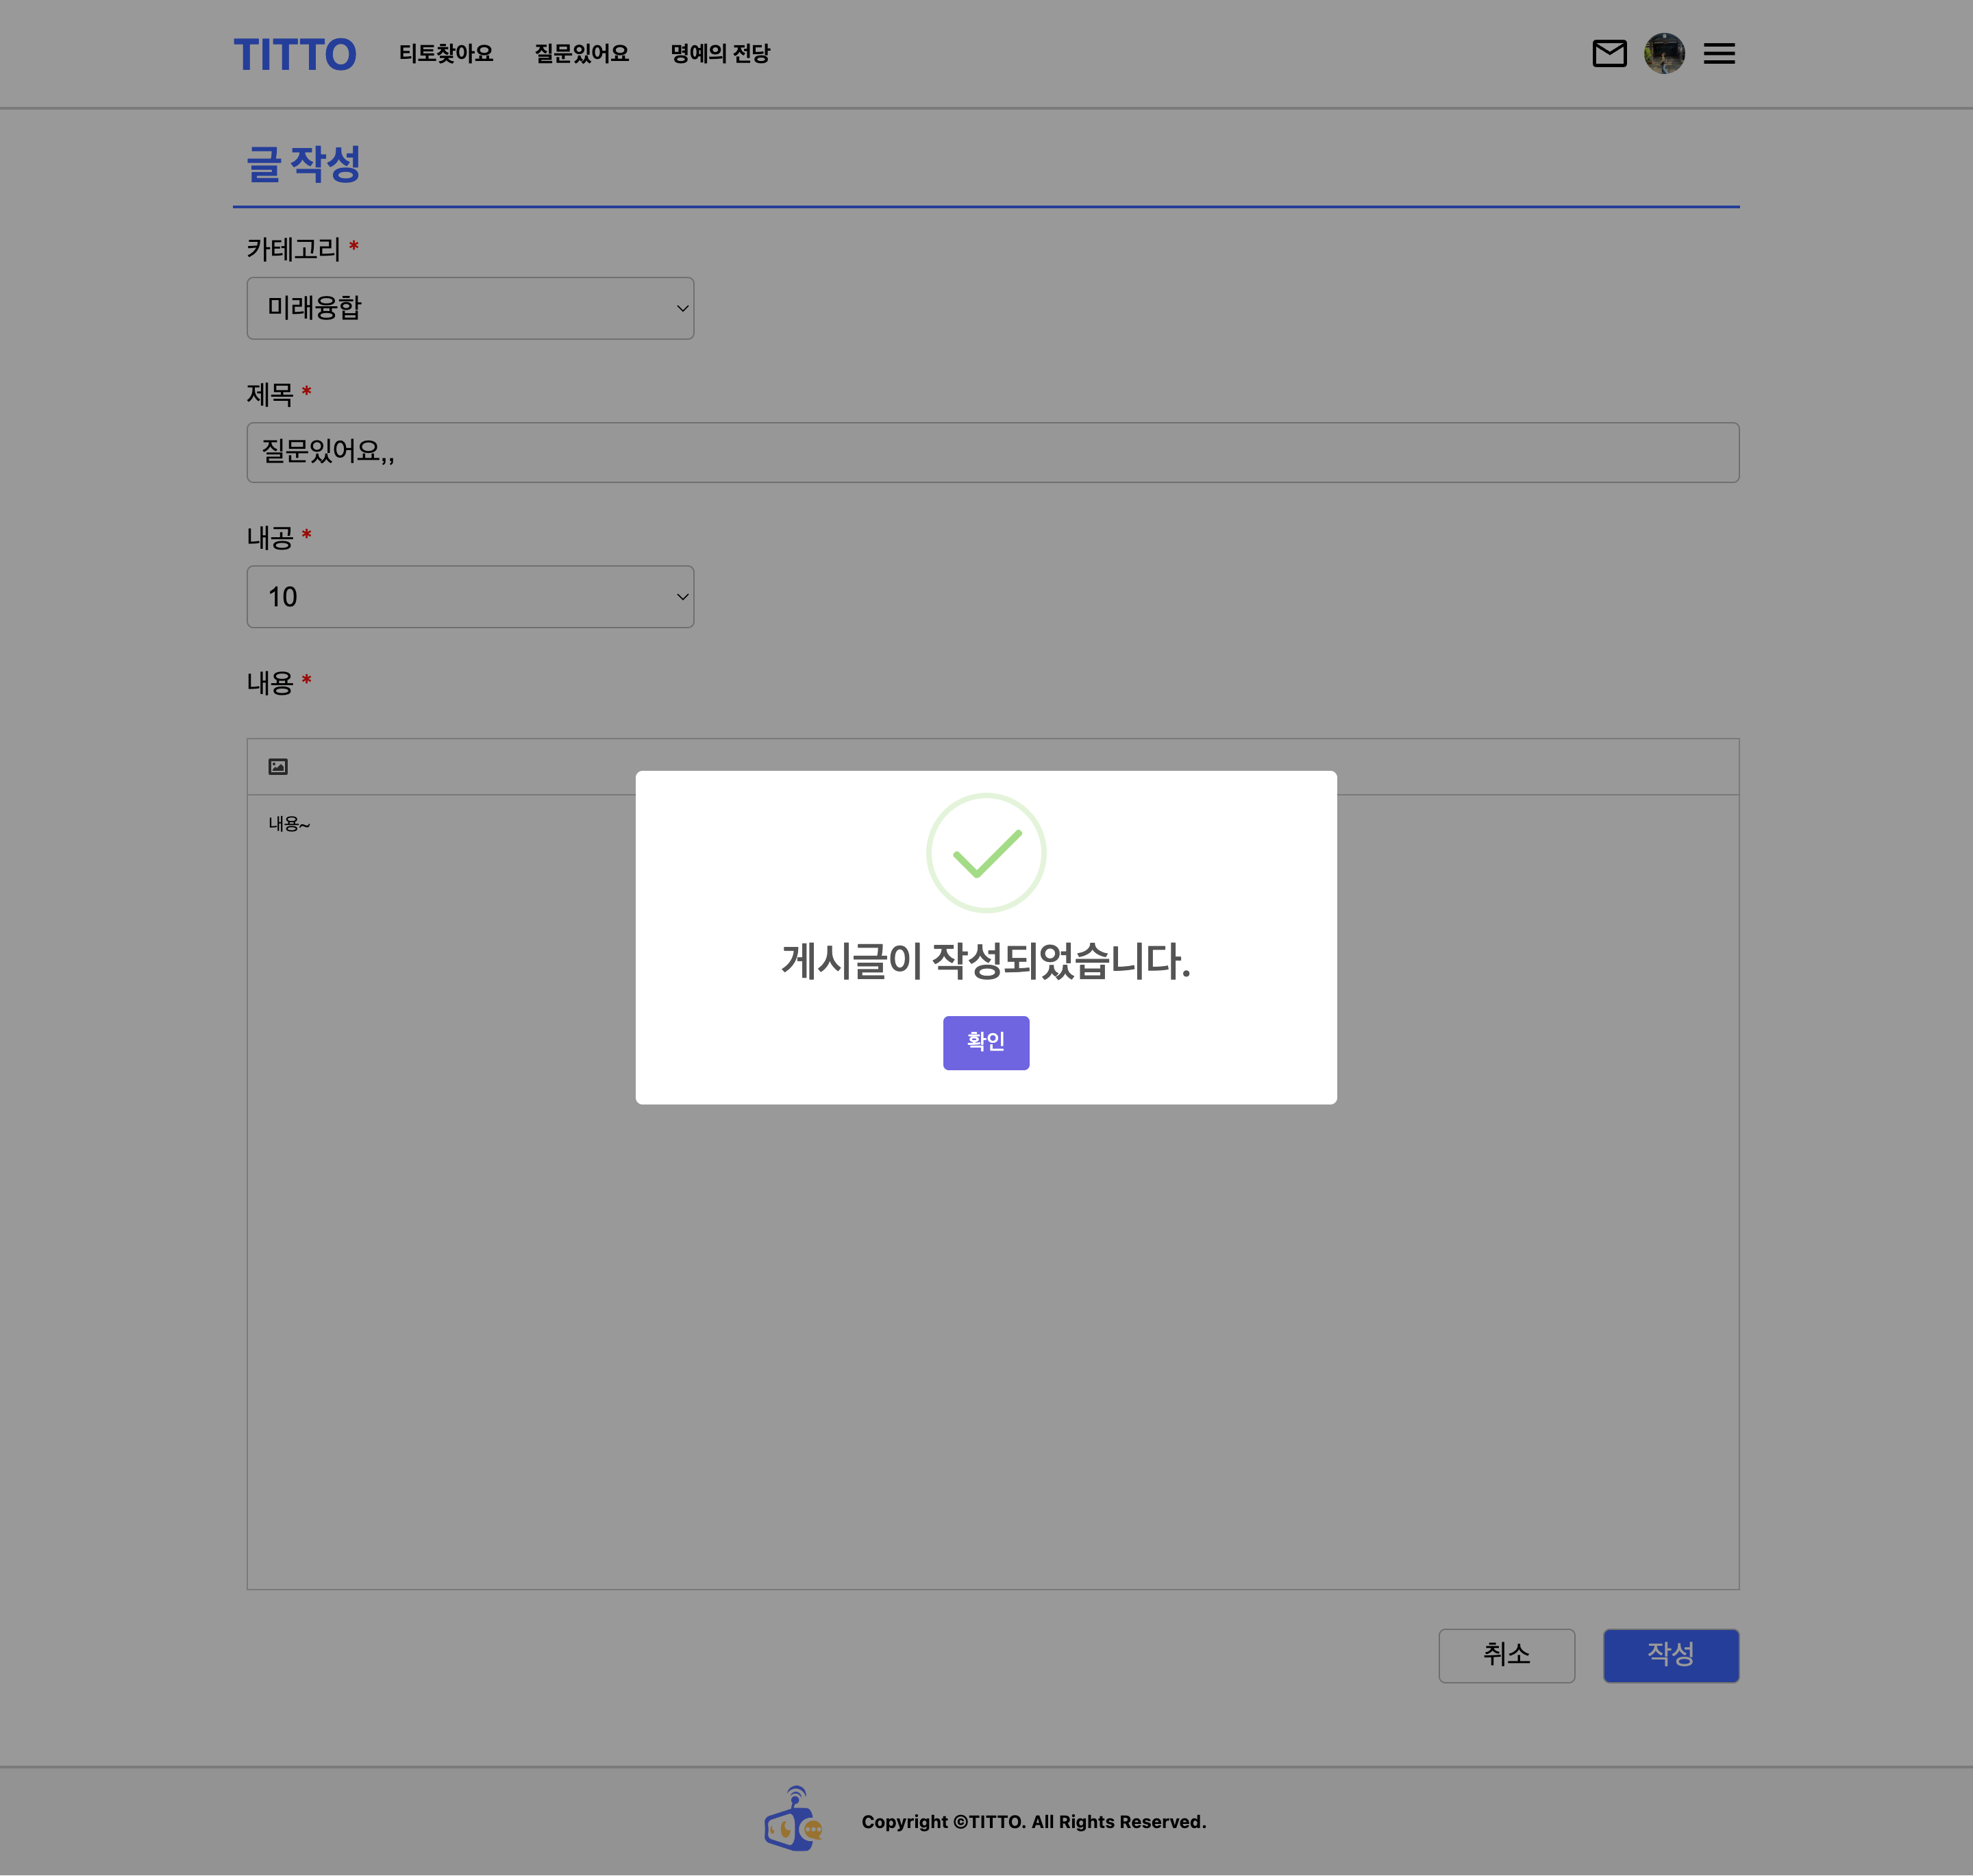 TITTO 티토찾아요 질문있어요 명예의 전당
글 작성
카테고리 *
미래융합
제목 *
질문있어요,,
내공 *
10
내용 *
내용~
게시글이 작성되었습니다.
확인
취소 작성
Copyright ©TITTO. All Rights Reserved.